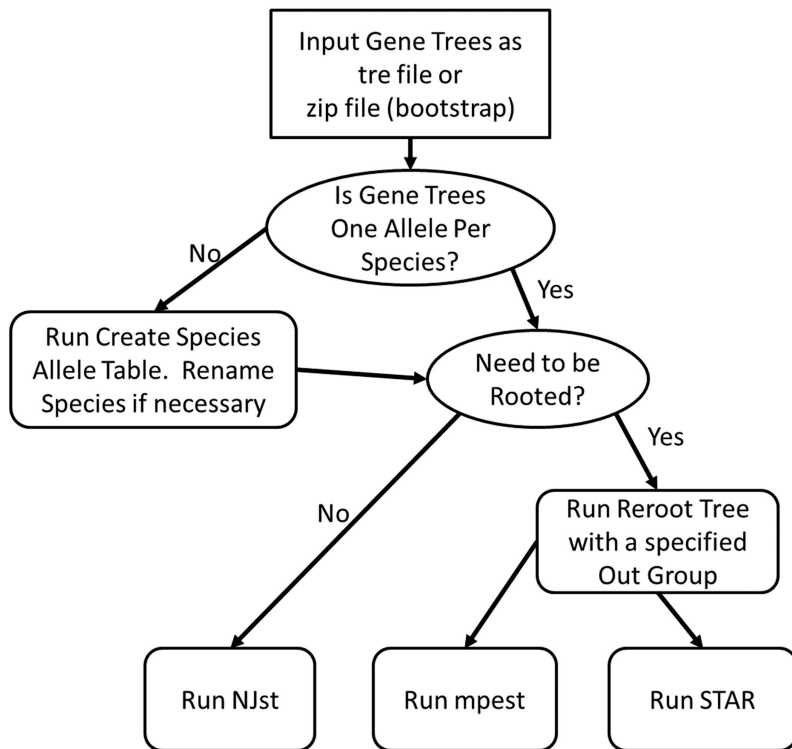 Input Gene Trees as
tre file or
zip file (bootstrap)
Is Gene Trees
One Allele Per
Species?
No
Yes
Run Create Species
Allele Table.  Rename
Species if necessary
Need to be
Rooted?
Yes
No
Run Reroot Tree
with a specified
Out Group
Run NJst
Run mpest
Run STAR